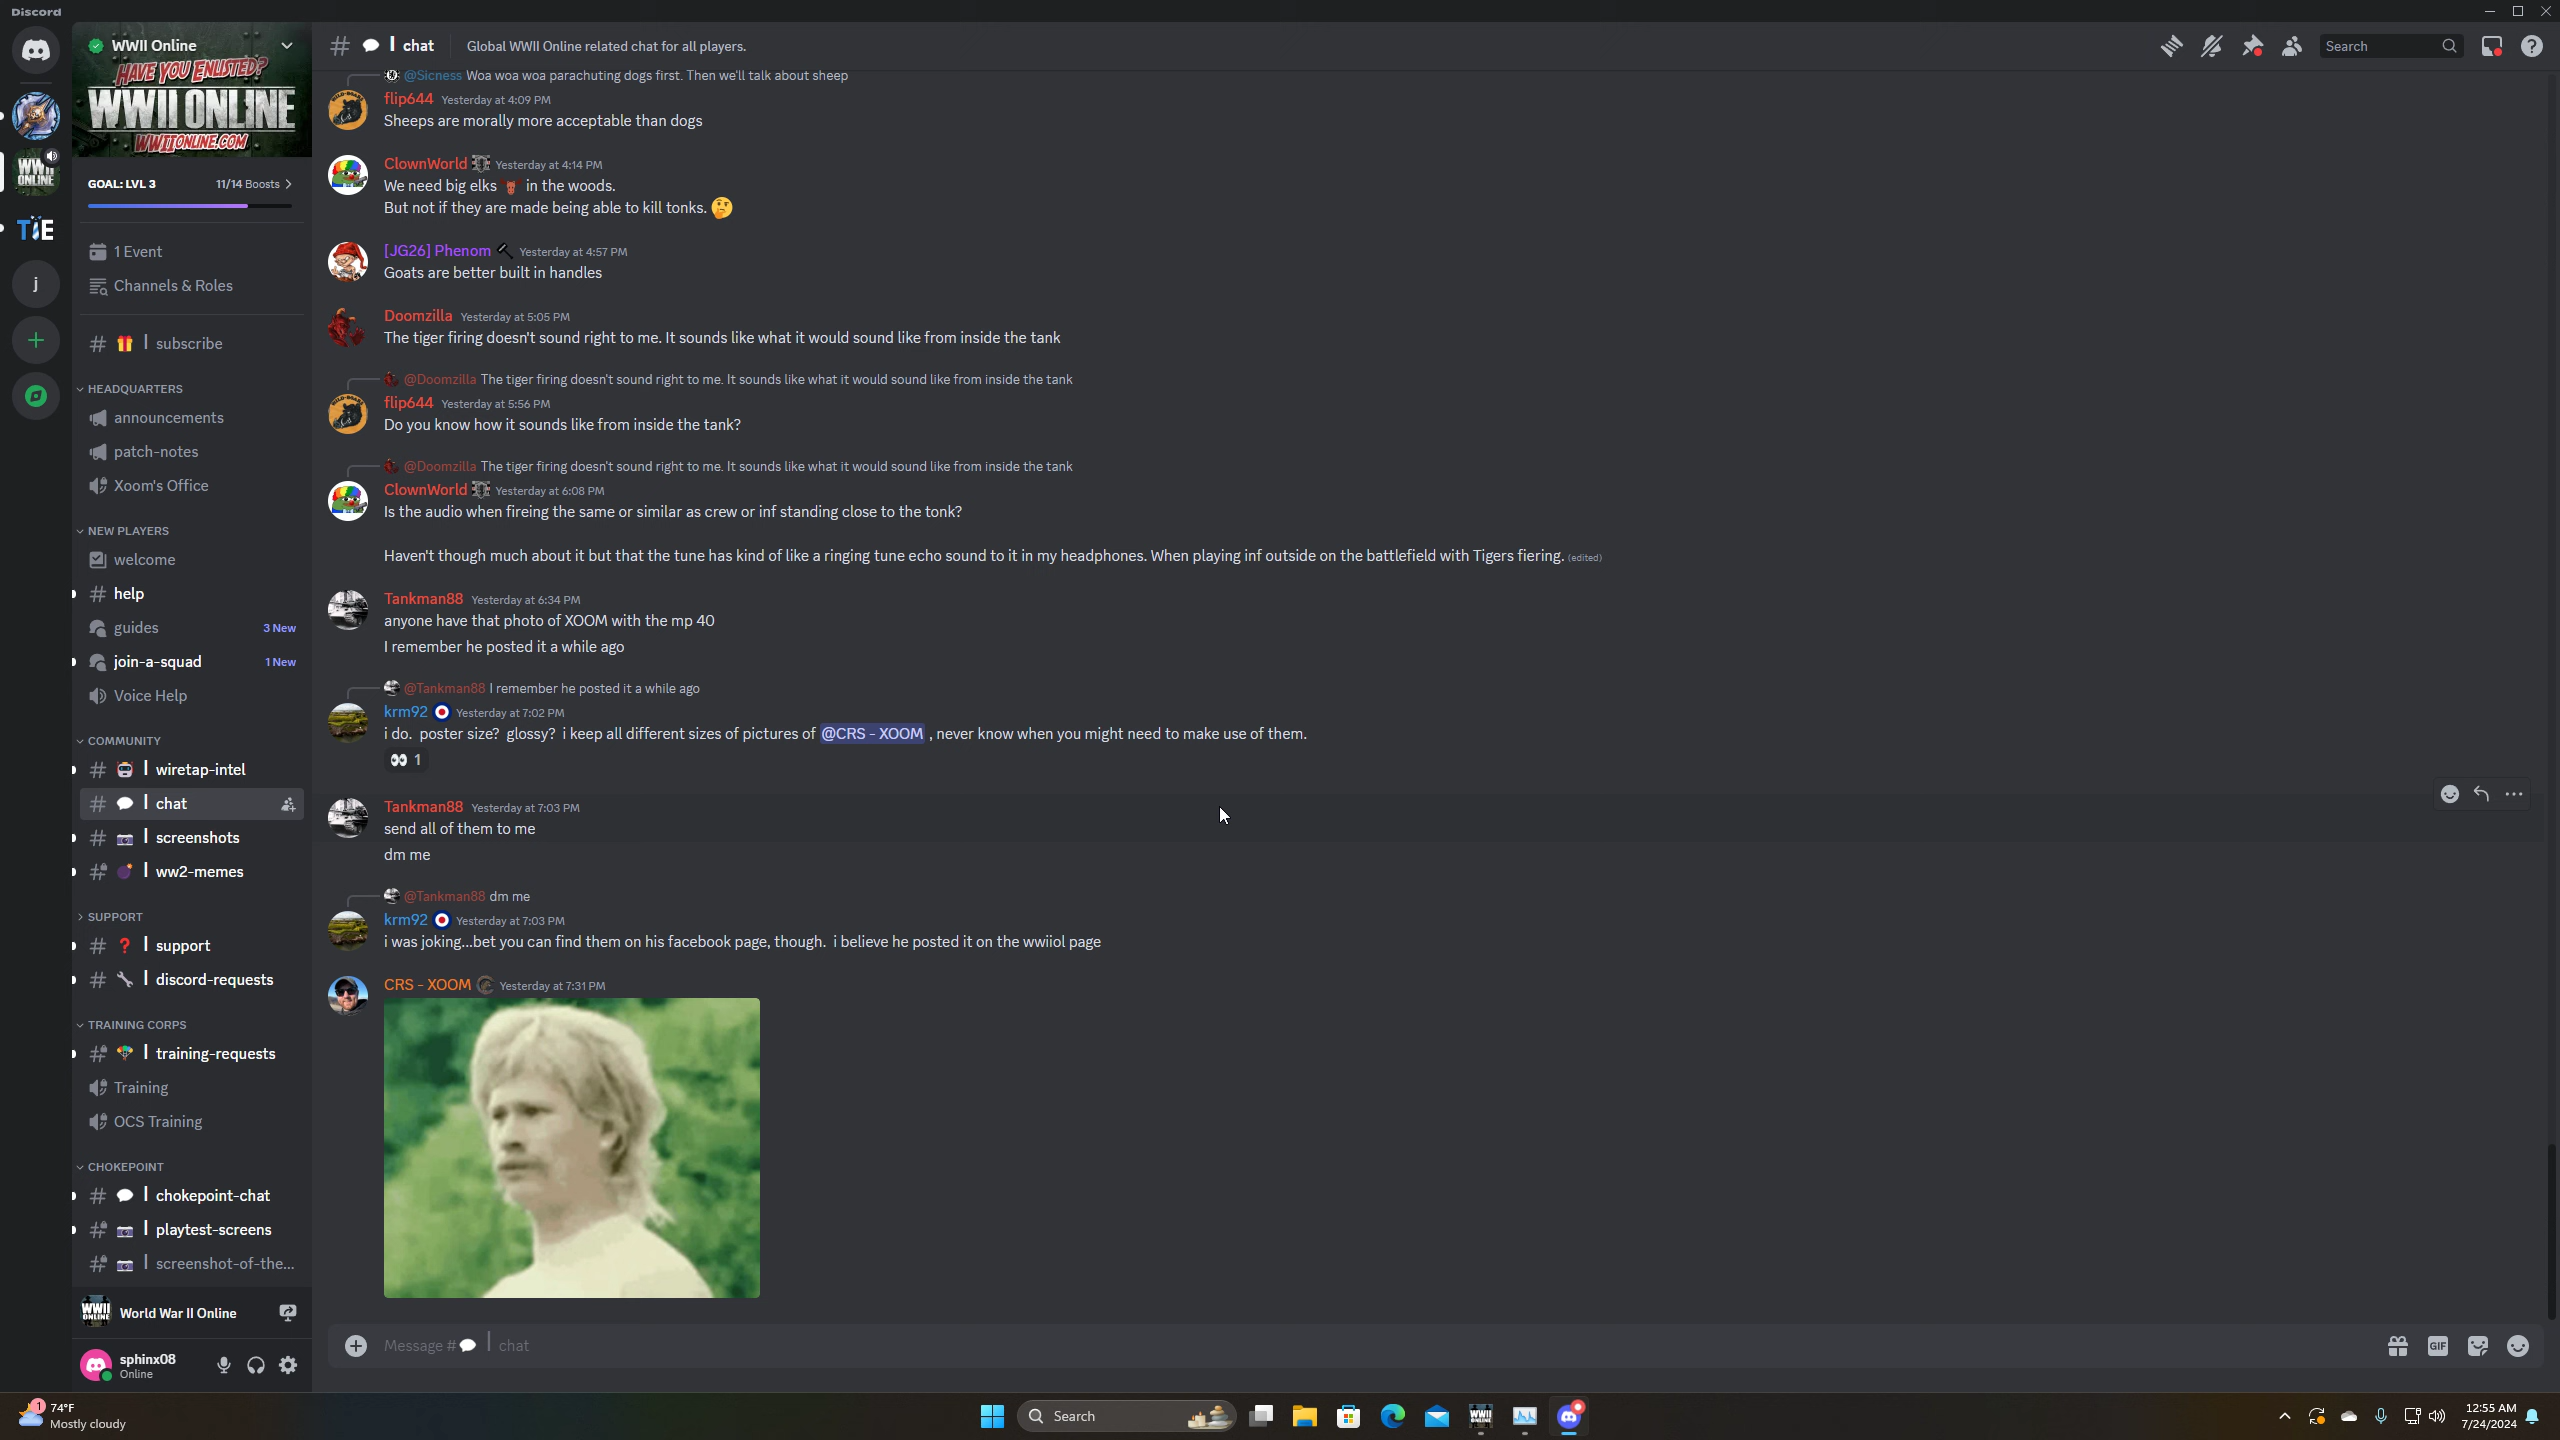 Discord
WWII Online
HAVE YOU ENLISTED?
WWII ONLINE
WWIIONLINE.COM
GOAL: LVL 3
11/14 Boosts
1 Event
Channels & Roles
subscribe
HEADQUARTERS
announcements
patch-notes
Xoom's Office
NEW PLAYERS
welcome
help
guides
3 New
join-a-squad
1 New
Voice Help
COMMUNITY
wiretap-intel
chat
screenshots
ww2-memes
SUPPORT
support
discord-requests
TRAINING CORPS
training-requests
Training
OCS Training
CHOKEPOINT
chokepoint-chat
playtest-screens
screenshot-of-the...
World War II Online
sphinx08
Online
WWII ONLINE
TiE
j
chat
Global WWII Online related chat for all players.
Search
@Sicness Woa woa woa parachuting dogs first. Then we'll talk about sheep
flip644 Yesterday at 4:09 PM
Sheeps are morally more acceptable than dogs
ClownWorld Yesterday at 4:14 PM
We need big elks in the woods.
But not if they are made being able to kill tonks.
[JG26] Phenom Yesterday at 4:57 PM
Goats are better built in handles
Doomzilla Yesterday at 5:05 PM
The tiger firing doesn't sound right to me. It sounds like what it would sound like from inside the tank
@Doomzilla The tiger firing doesn't sound right to me. It sounds like what it would sound like from inside the tank
flip644 Yesterday at 5:56 PM
Do you know how it sounds like from inside the tank?
@Doomzilla The tiger firing doesn't sound right to me. It sounds like what it would sound like from inside the tank
ClownWorld Yesterday at 6:08 PM
Is the audio when fireing the same or similar as crew or inf standing close to the tonk?
Haven't though much about it but that the tune has kind of like a ringing tune echo sound to it in my headphones. When playing inf outside on the battlefield with Tigers fiering. (edited)
Tankman88 Yesterday at 6:34 PM
anyone have that photo of XOOM with the mp 40
I remember he posted it a while ago
@Tankman88 I remember he posted it a while ago
krm92 Yesterday at 7:02 PM
i do. poster size? glossy? i keep all different sizes of pictures of @CRS - XOOM , never know when you might need to make use of them.
1
Tankman88 Yesterday at 7:03 PM
send all of them to me
dm me
@Tankman88 dm me
krm92 Yesterday at 7:03 PM
i was joking...bet you can find them on his facebook page, though. i believe he posted it on the wwiiol page
CRS - XOOM Yesterday at 7:31 PM
Message # chat
GIF
1
74°F
Mostly cloudy
Search
12:55 AM
7/24/2024